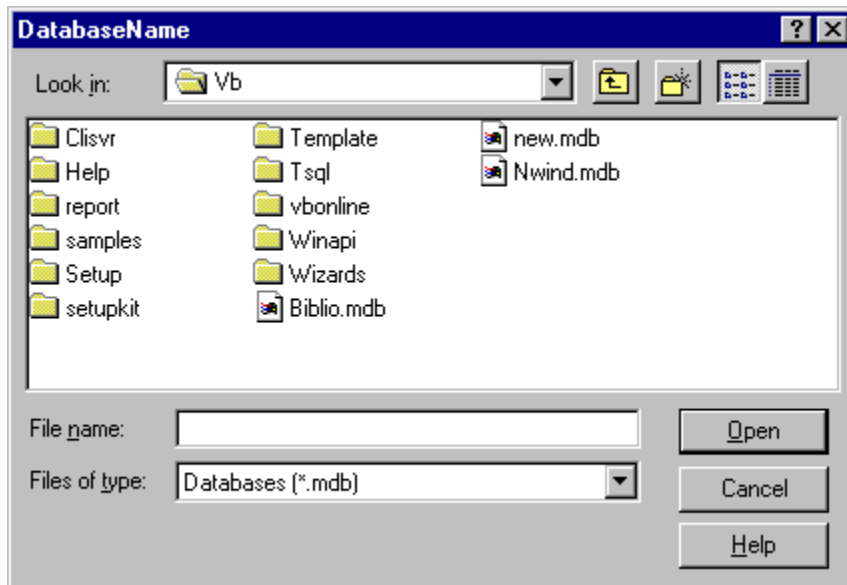 DatabaseName
Look in: Vb
Clisvr Template new.mdb
Help Tsql Nwind.mdb
report vbonline
samples Winapi
Setup Wizards
setupkit Biblio.mdb
File name: Open
Files of type: Databases (*.mdb) Cancel
Help